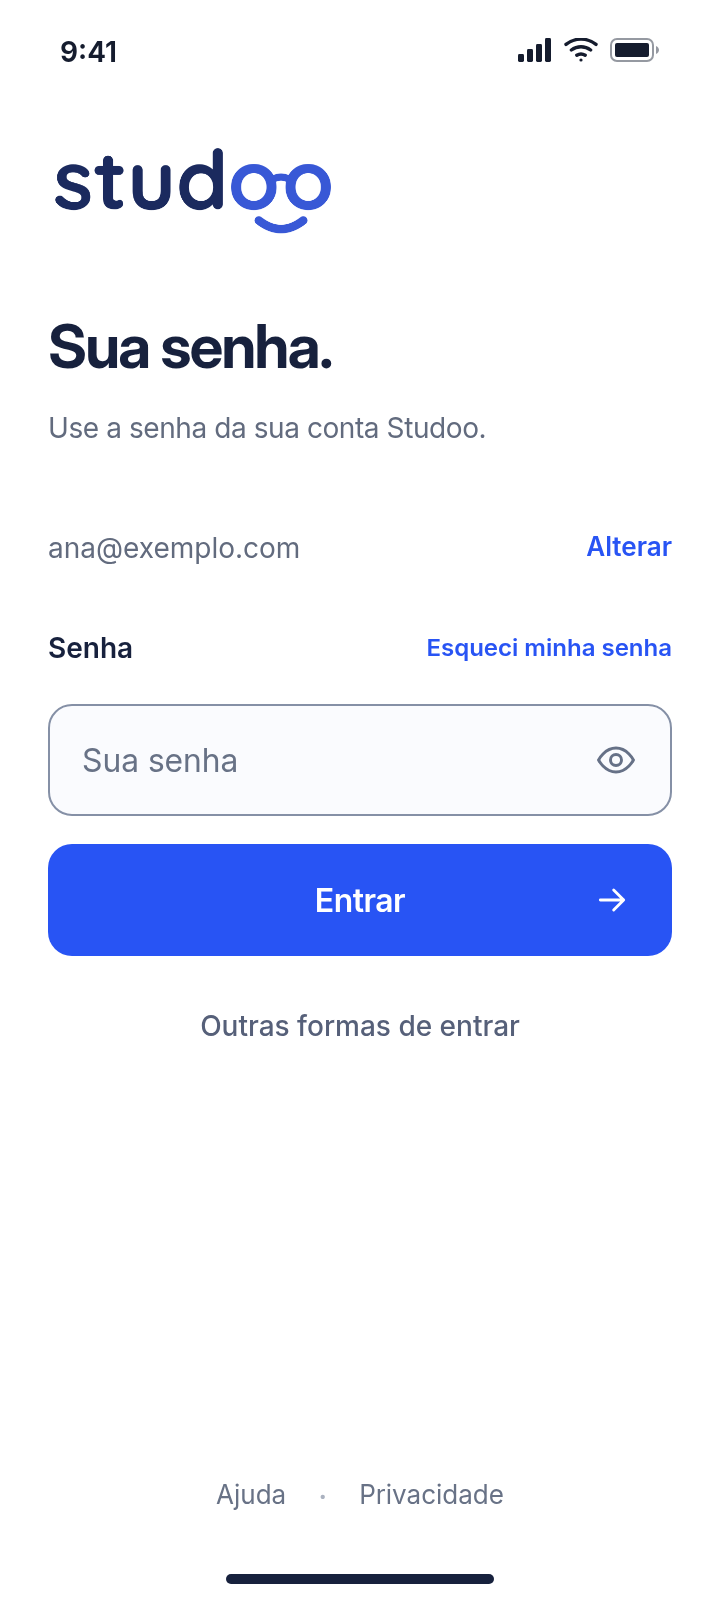 9:41
studoo
Sua senha.
Use a senha da sua conta Studoo.
ana@exemplo.com Alterar
Senha Esqueci minha senha
Sua senha
Entrar →
Outras formas de entrar
Ajuda · Privacidade